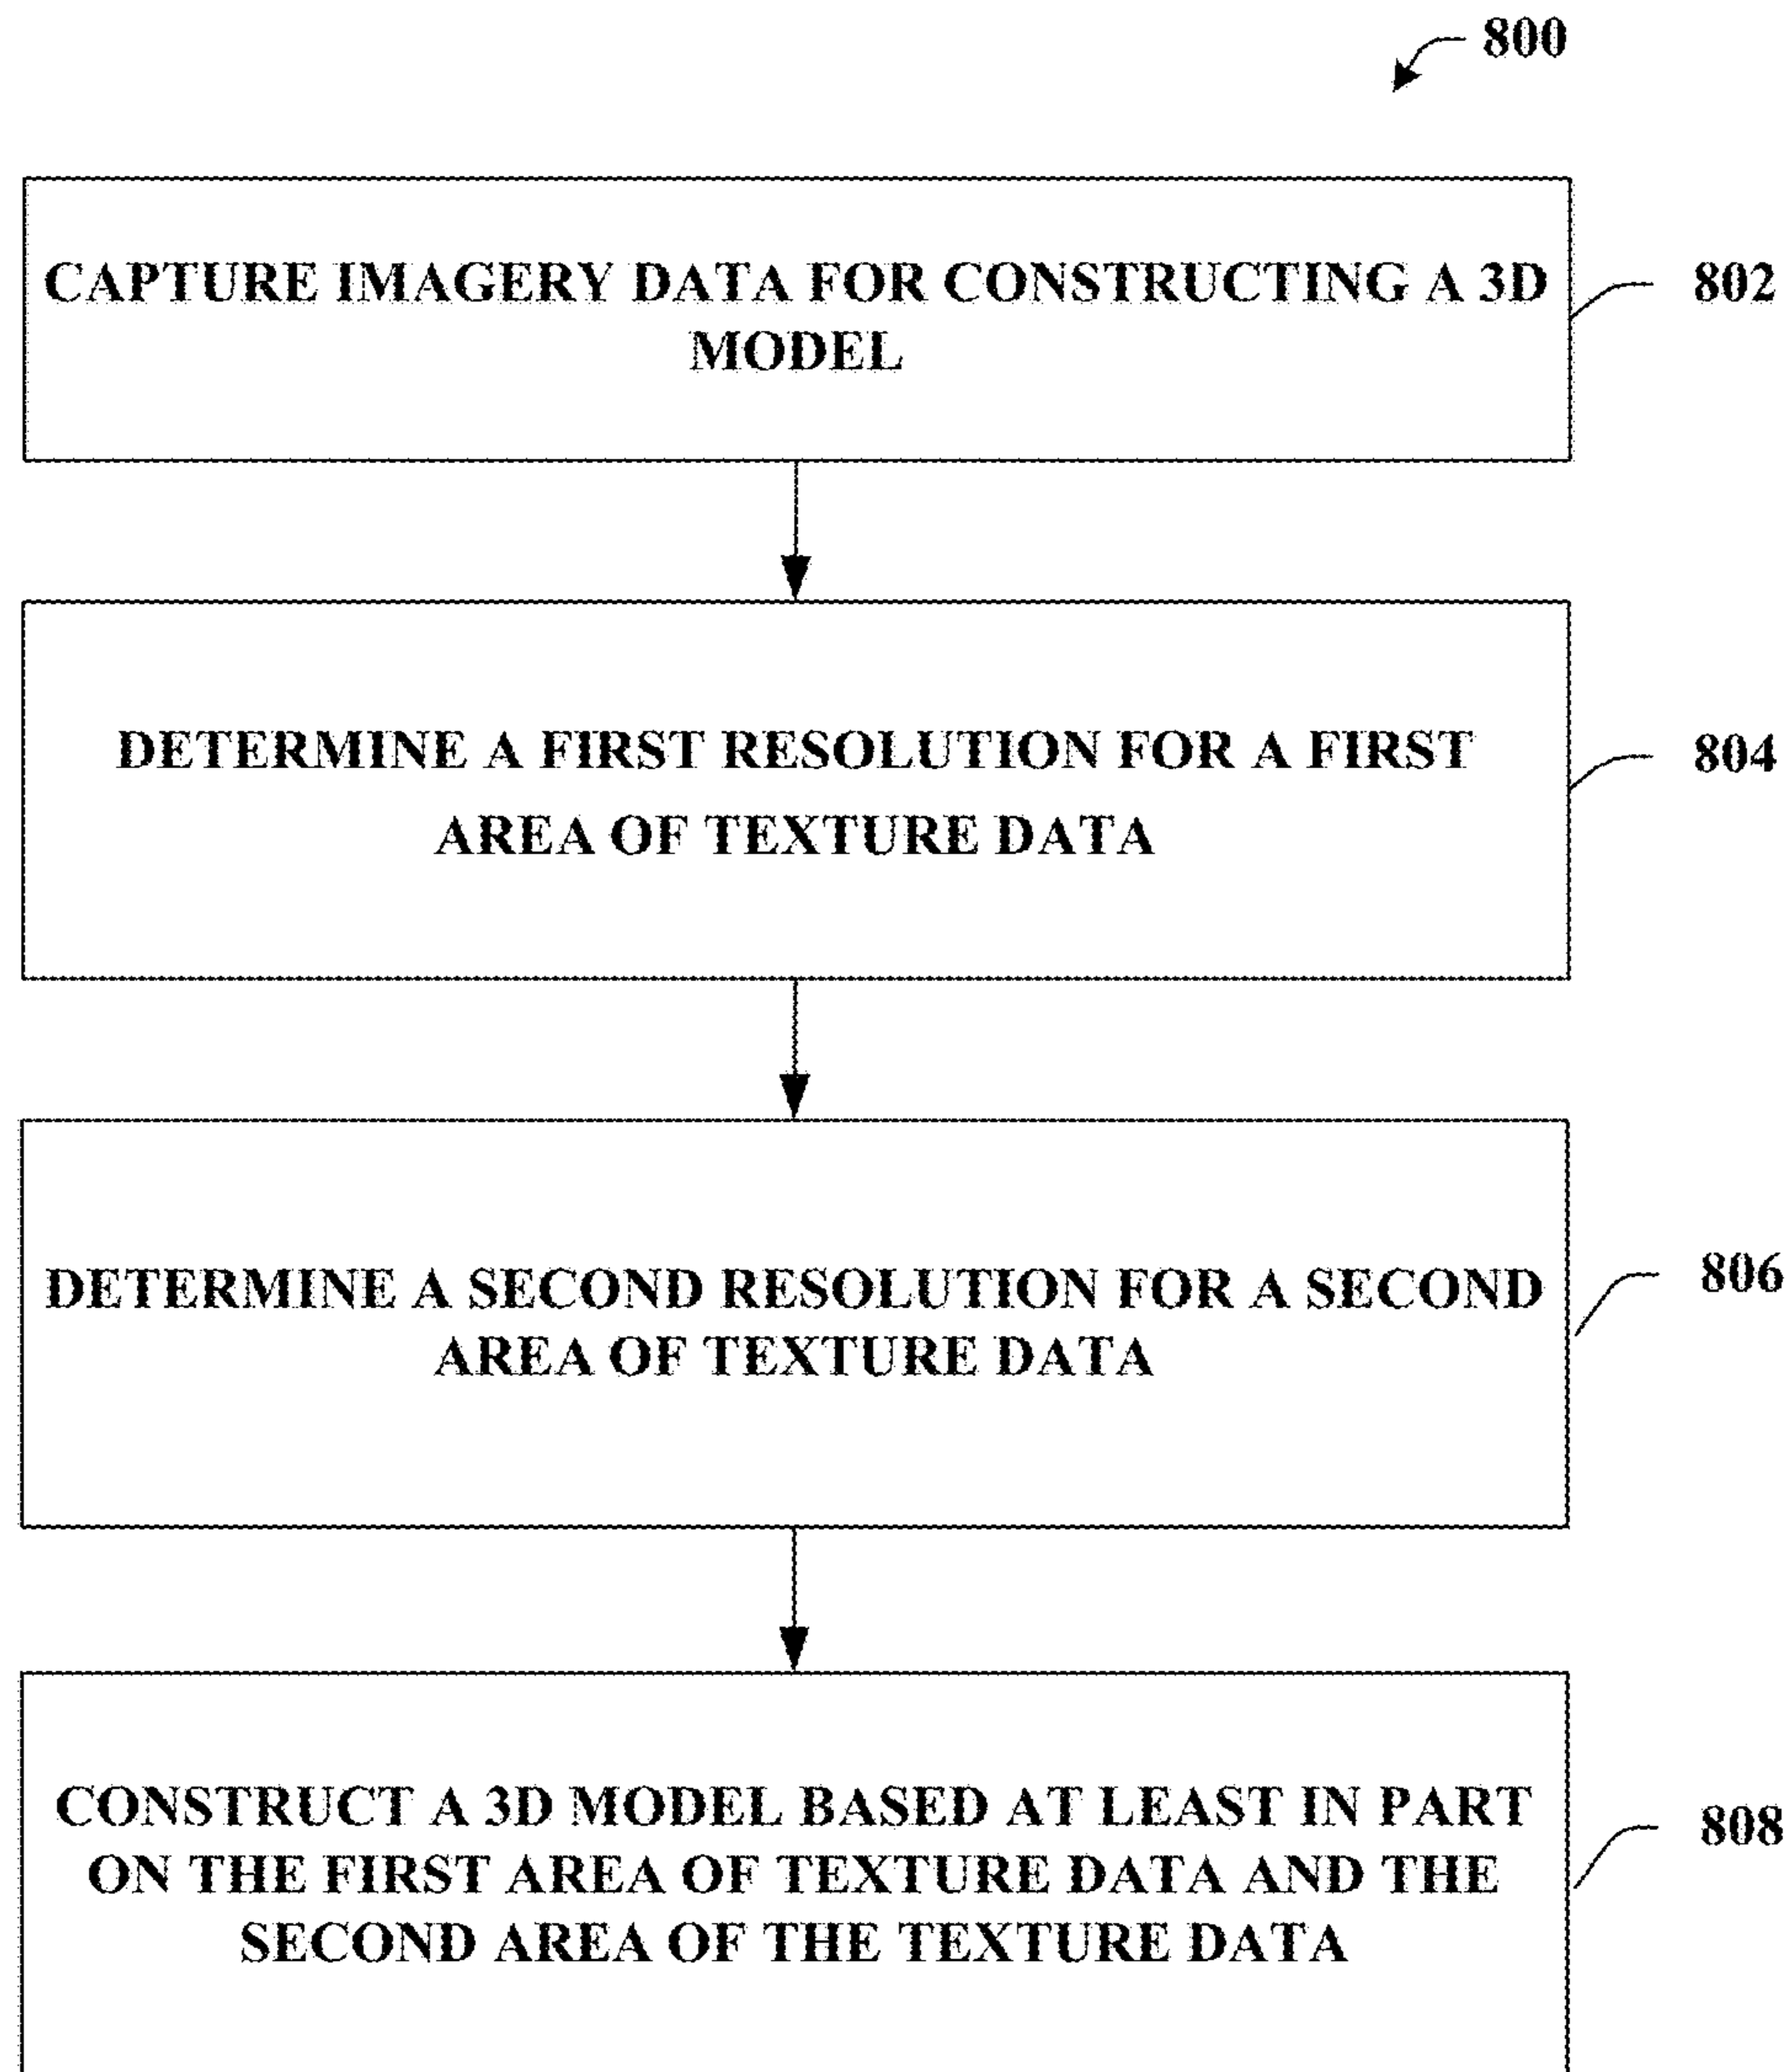 800
CAPTURE IMAGERY DATA FOR CONSTRUCTING A 3D
MODEL
802
DETERMINE A FIRST RESOLUTION FOR A FIRST
AREA OF TEXTURE DATA
804
DETERMINE A SECOND RESOLUTION FOR A SECOND
AREA OF TEXTURE DATA
806
CONSTRUCT A 3D MODEL BASED AT LEAST IN PART
ON THE FIRST AREA OF TEXTURE DATA AND THE
SECOND AREA OF THE TEXTURE DATA
808